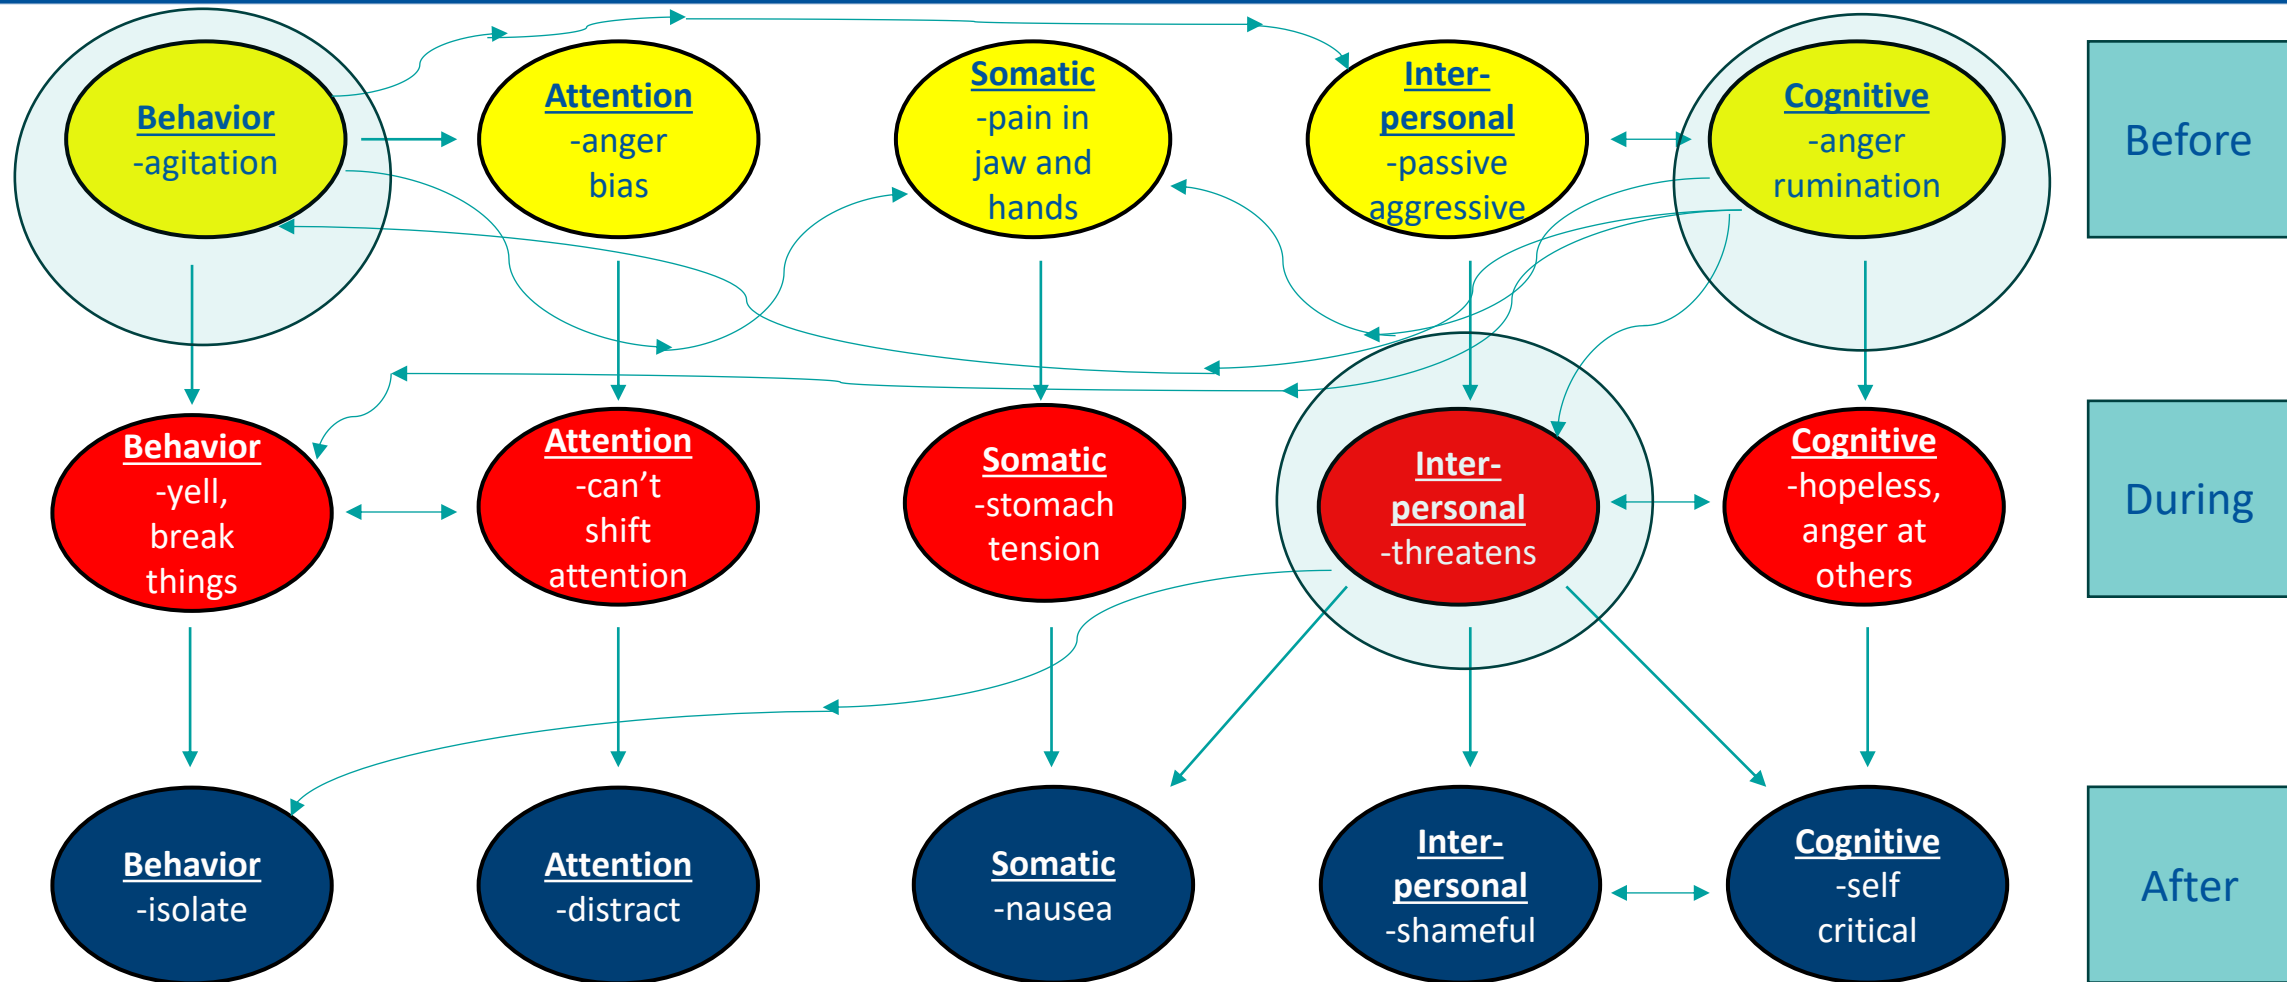 Behavior
-agitation
Attention
-anger
bias
Somatic
-pain in
jaw and
hands
Inter-
personal
-passive
aggressive
Cognitive
-anger
rumination
Before
Behavior
-yell,
break
things
Attention
-can’t
shift
attention
Somatic
-stomach
tension
Inter-
personal
-threatens
Cognitive
-hopeless,
anger at
others
During
Behavior
-isolate
Attention
-distract
Somatic
-nausea
Inter-
personal
-shameful
Cognitive
-self
critical
After